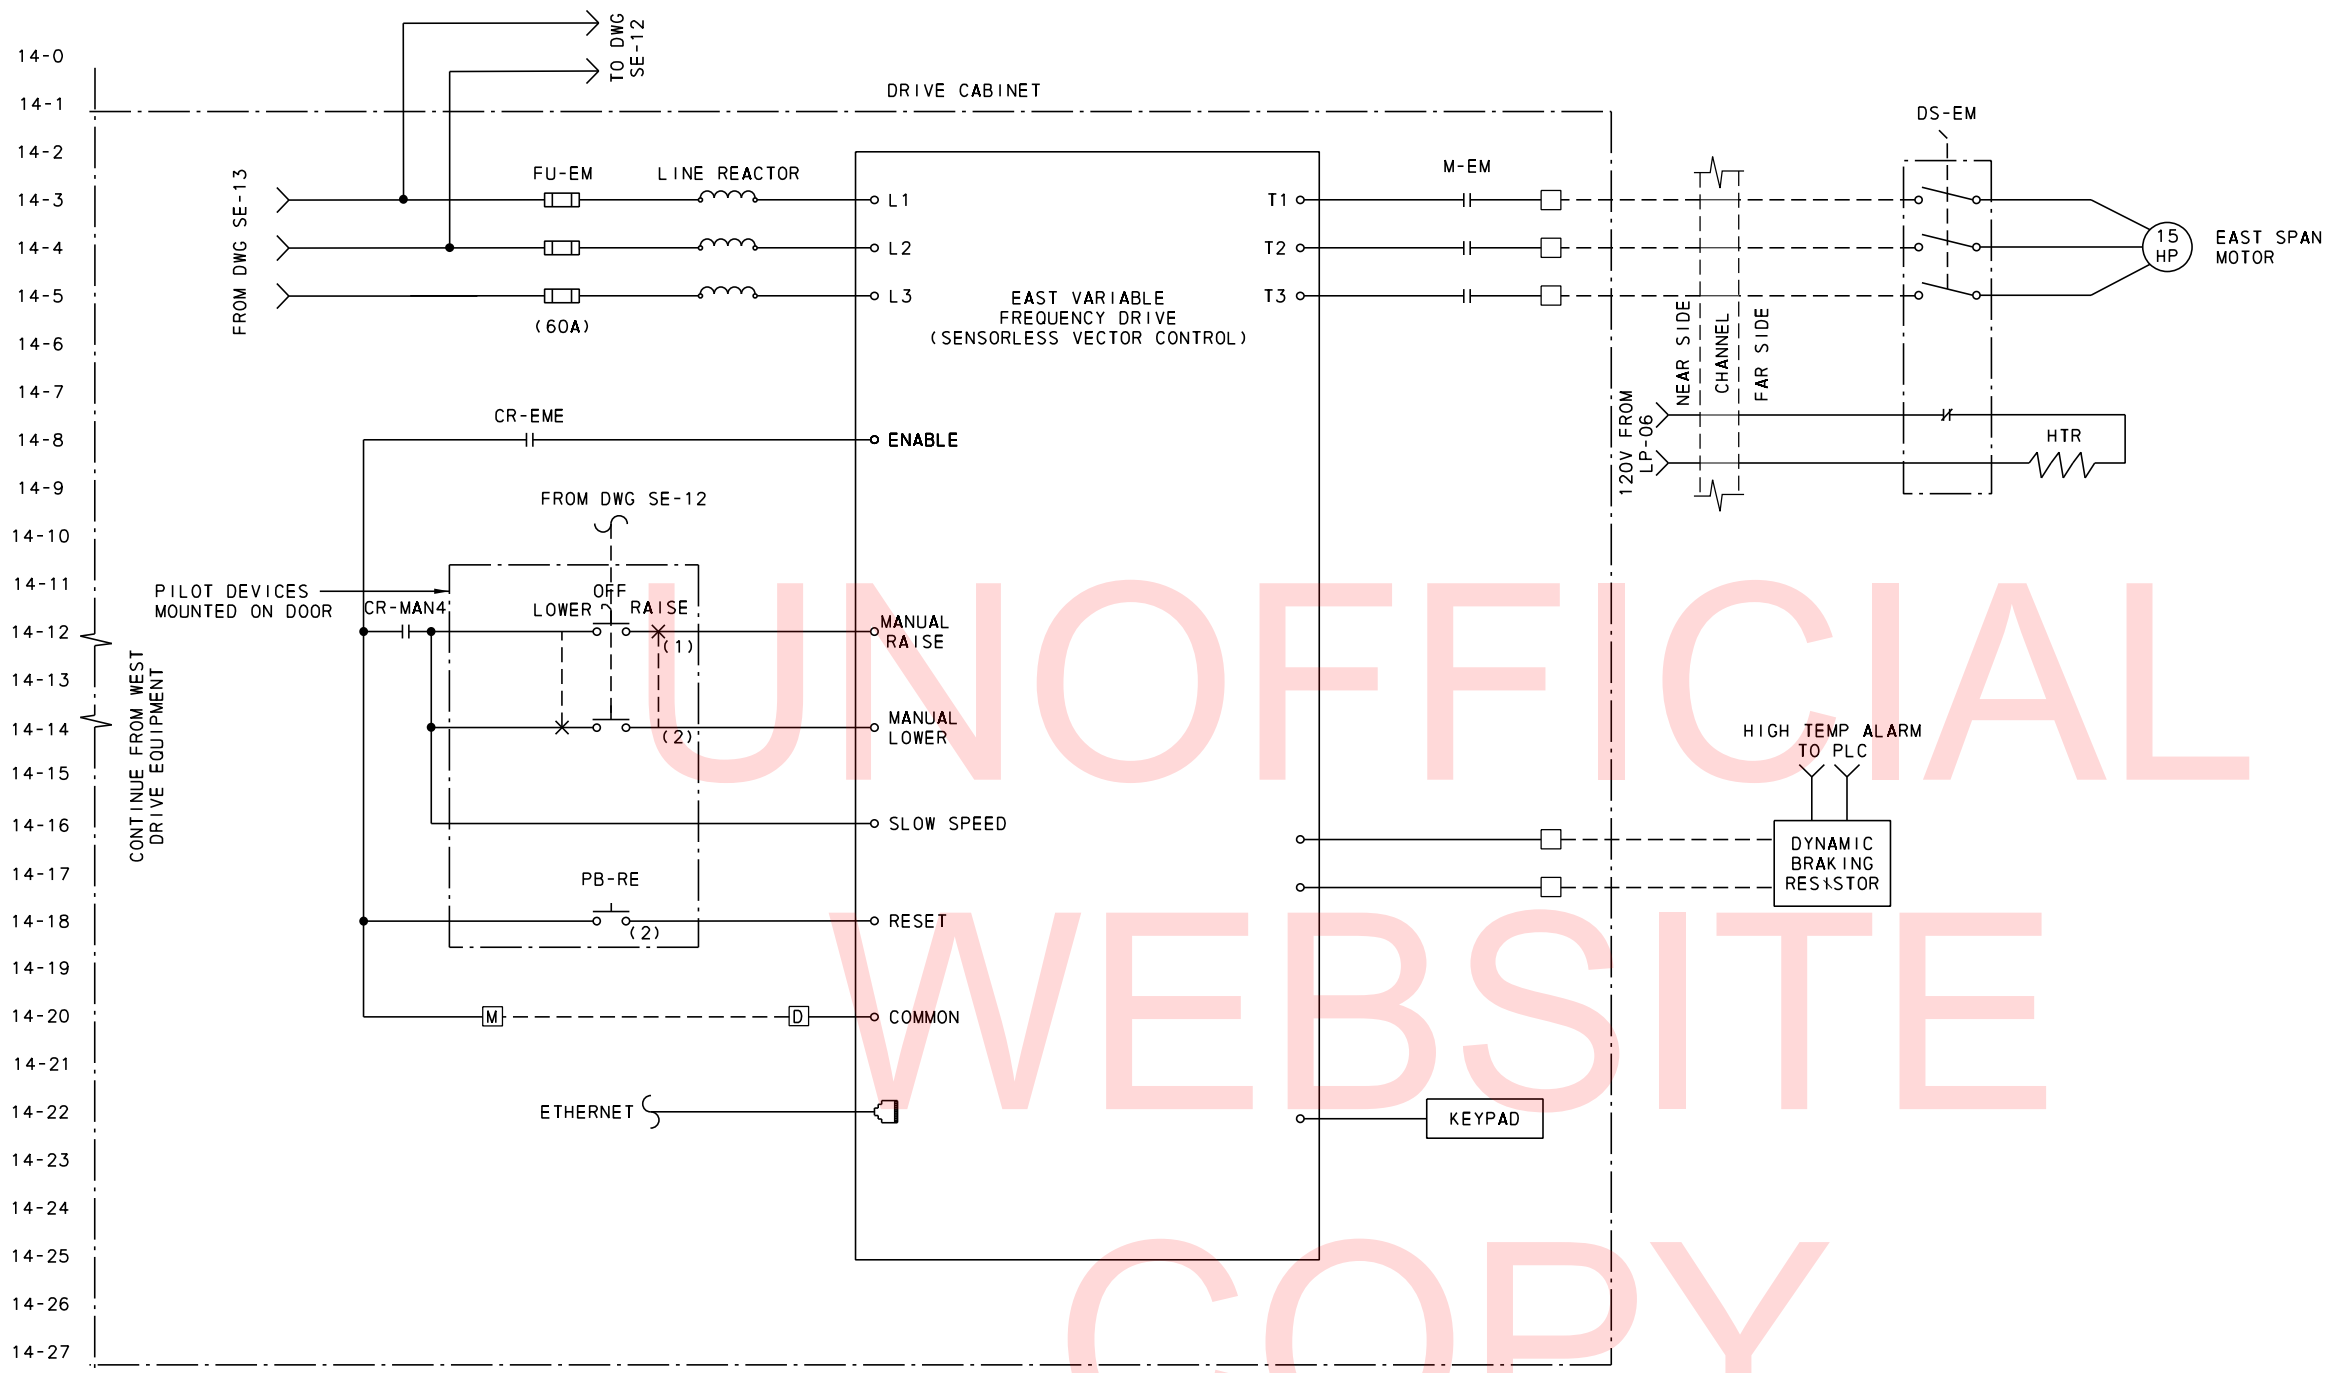 14-0
14-1
14-2
14-3
14-4
14-5
14-6
14-7
14-8
14-9
14-10
14-11
14-12
14-13
14-14
14-15
14-16
14-17
14-18
14-19
14-20
14-21
14-22
14-23
14-24
14-25
14-26
14-27
TO DWG
SE-12
DRIVE CABINET
FROM DWG SE-13
FU-EM
LINE REACTOR
(60A)
L1
L2
L3
T1
T2
T3
EAST VARIABLE
FREQUENCY DRIVE
(SENSORLESS VECTOR CONTROL)
M-EM
DS-EM
15
HP
EAST SPAN
MOTOR
NEAR SIDE
CHANNEL
FAR SIDE
120V FROM
LP-06
HTR
CR-EME
ENABLE
FROM DWG SE-12
PILOT DEVICES
MOUNTED ON DOOR
CR-MAN4
OFF
LOWER
RAISE
(1)
MANUAL
RAISE
(2)
MANUAL
LOWER
SLOW SPEED
CONTINUE FROM WEST
DRIVE EQUIPMENT
PB-RE
(2)
RESET
M
D
COMMON
ETHERNET
HIGH TEMP ALARM
TO PLC
DYNAMIC
BRAKING
RESISTOR
KEYPAD
UNOFFICIAL
WEBSITE
COPY